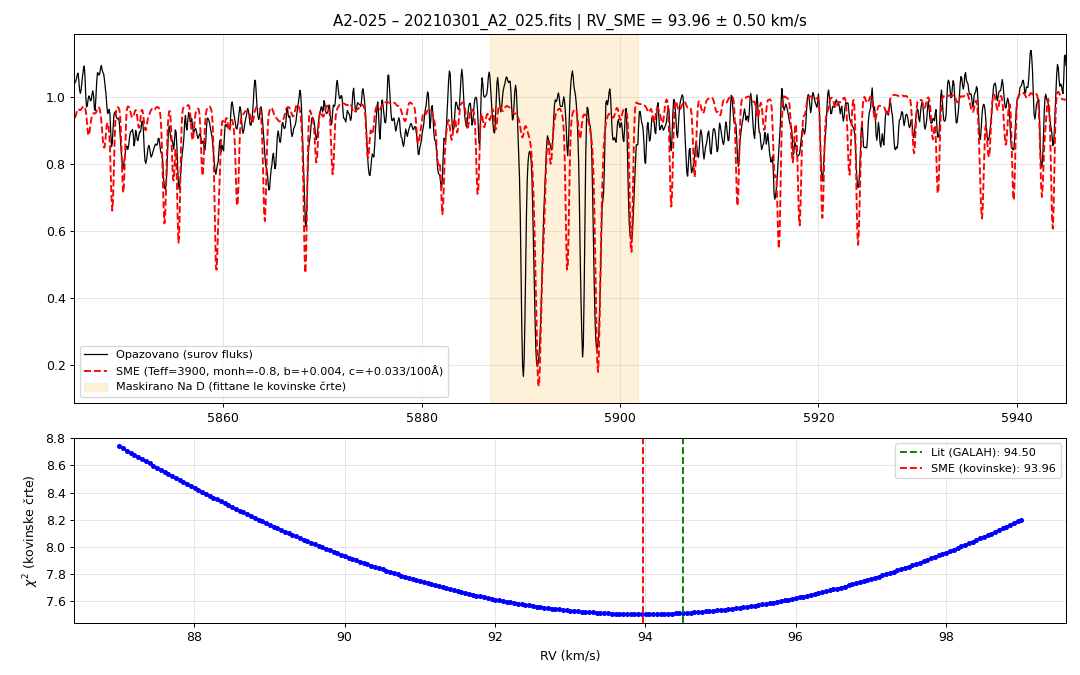 A2-025 – 20210301_A2_025.fits | RV_SME = 93.96 ± 0.50 km/s
1.0
0.8
0.6
0.4
0.2
Opazovano (surov fluks)
SME (Teff=3900, monh=-0.8, b=+0.004, c=+0.033/100Å)
Maskirano Na D (fittane le kovinske črte)
5860 5880 5900 5920 5940
8.8
8.6
8.4
8.2
8.0
7.8
7.6
χ² (kovinske črte)
Lit (GALAH): 94.50
SME (kovinske): 93.96
88 90 92 94 96 98
RV (km/s)